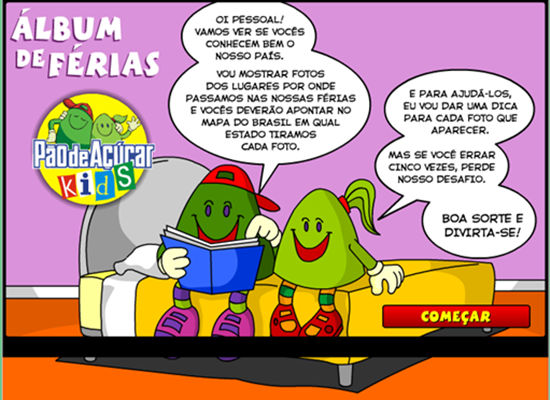 ÁLBUM
DE FÉRIAS
Pão de Açúcar
Kids
OI PESSOAL!
VAMOS VER SE VOCÊS
CONHECEM BEM O
NOSSO PAÍS.
VOU MOSTRAR FOTOS
DOS LUGARES POR ONDE
PASSAMOS NAS NOSSAS FÉRIAS
E VOCÊS DEVERÃO APONTAR NO
MAPA DO BRASIL EM QUAL
ESTADO TIRAMOS
CADA FOTO.
E PARA AJUDÁ-LOS,
EU VOU DAR UMA DICA
PARA CADA FOTO QUE
APARECER.
MAS SE VOCÊ ERRAR
CINCO VEZES, PERDE
NOSSO DESAFIO.
BOA SORTE E
DIVIRTA-SE!
COMEÇAR